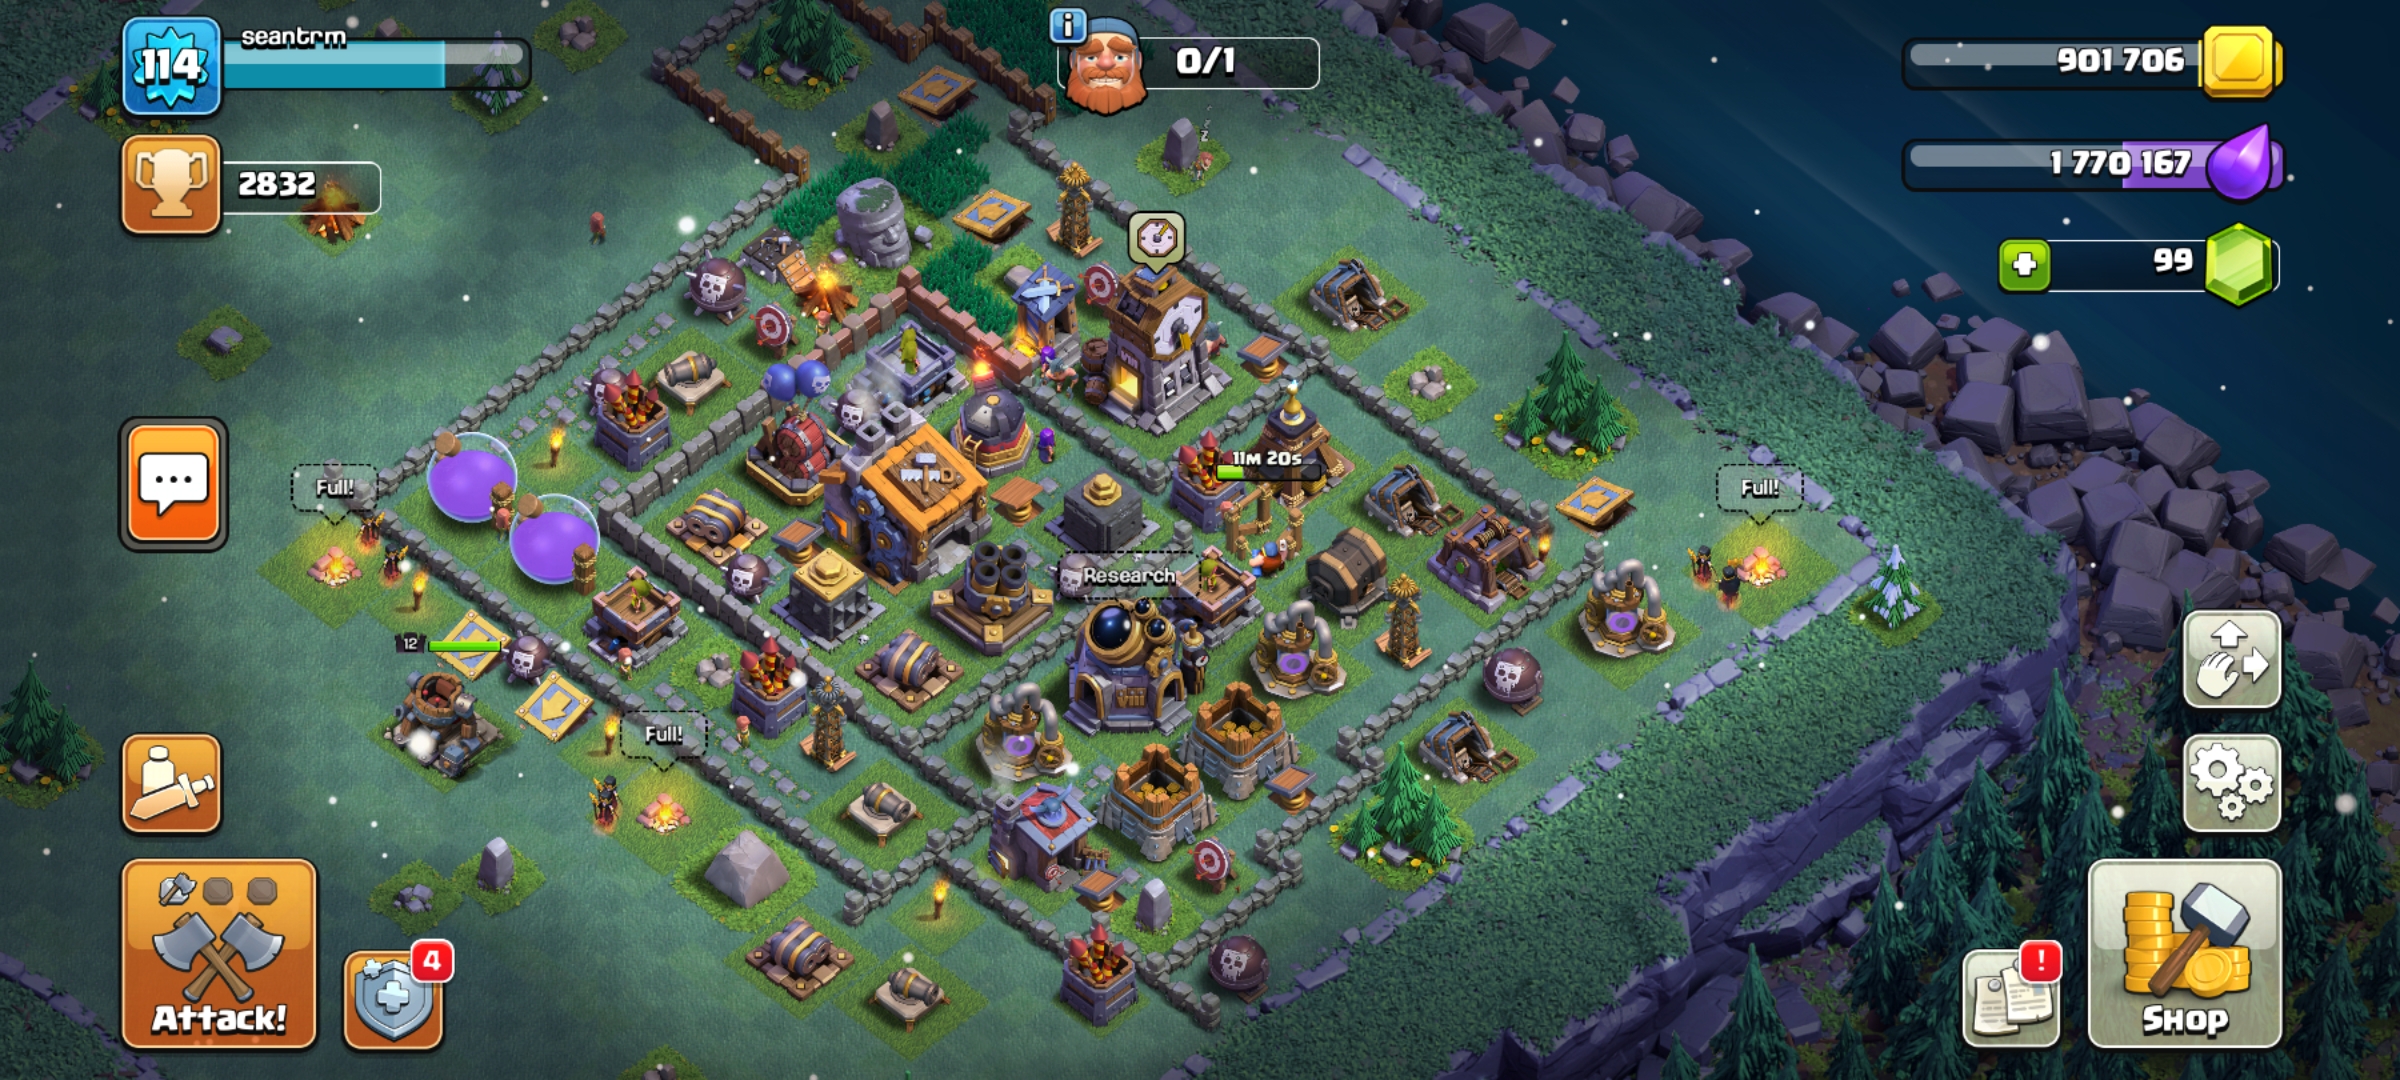 114
seantrm
0/1
901 706
1 770 167
99
2832
Full!
Full!
11M 20s
Research
12
Full!
VIII
Attack!
4
!
Shop